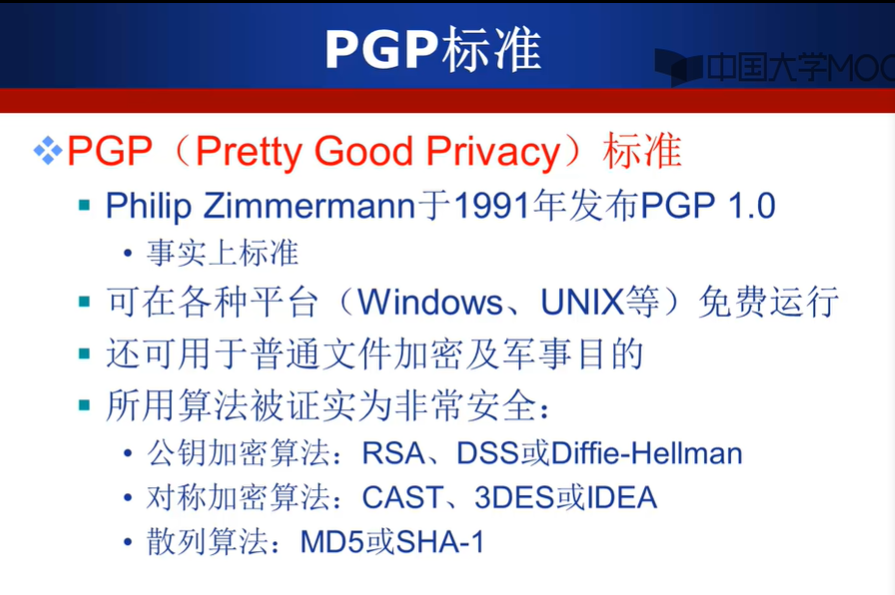 PGP标准
中国大学MOO
PGP（Pretty Good Privacy）标准
Philip Zimmermann于1991年发布PGP 1.0
事实上标准
可在各种平台（Windows、UNIX等）免费运行
还可用于普通文件加密及军事目的
所用算法被证实为非常安全：
公钥加密算法：RSA、DSS或Diffie-Hellman
对称加密算法：CAST、3DES或IDEA
散列算法：MD5或SHA-1